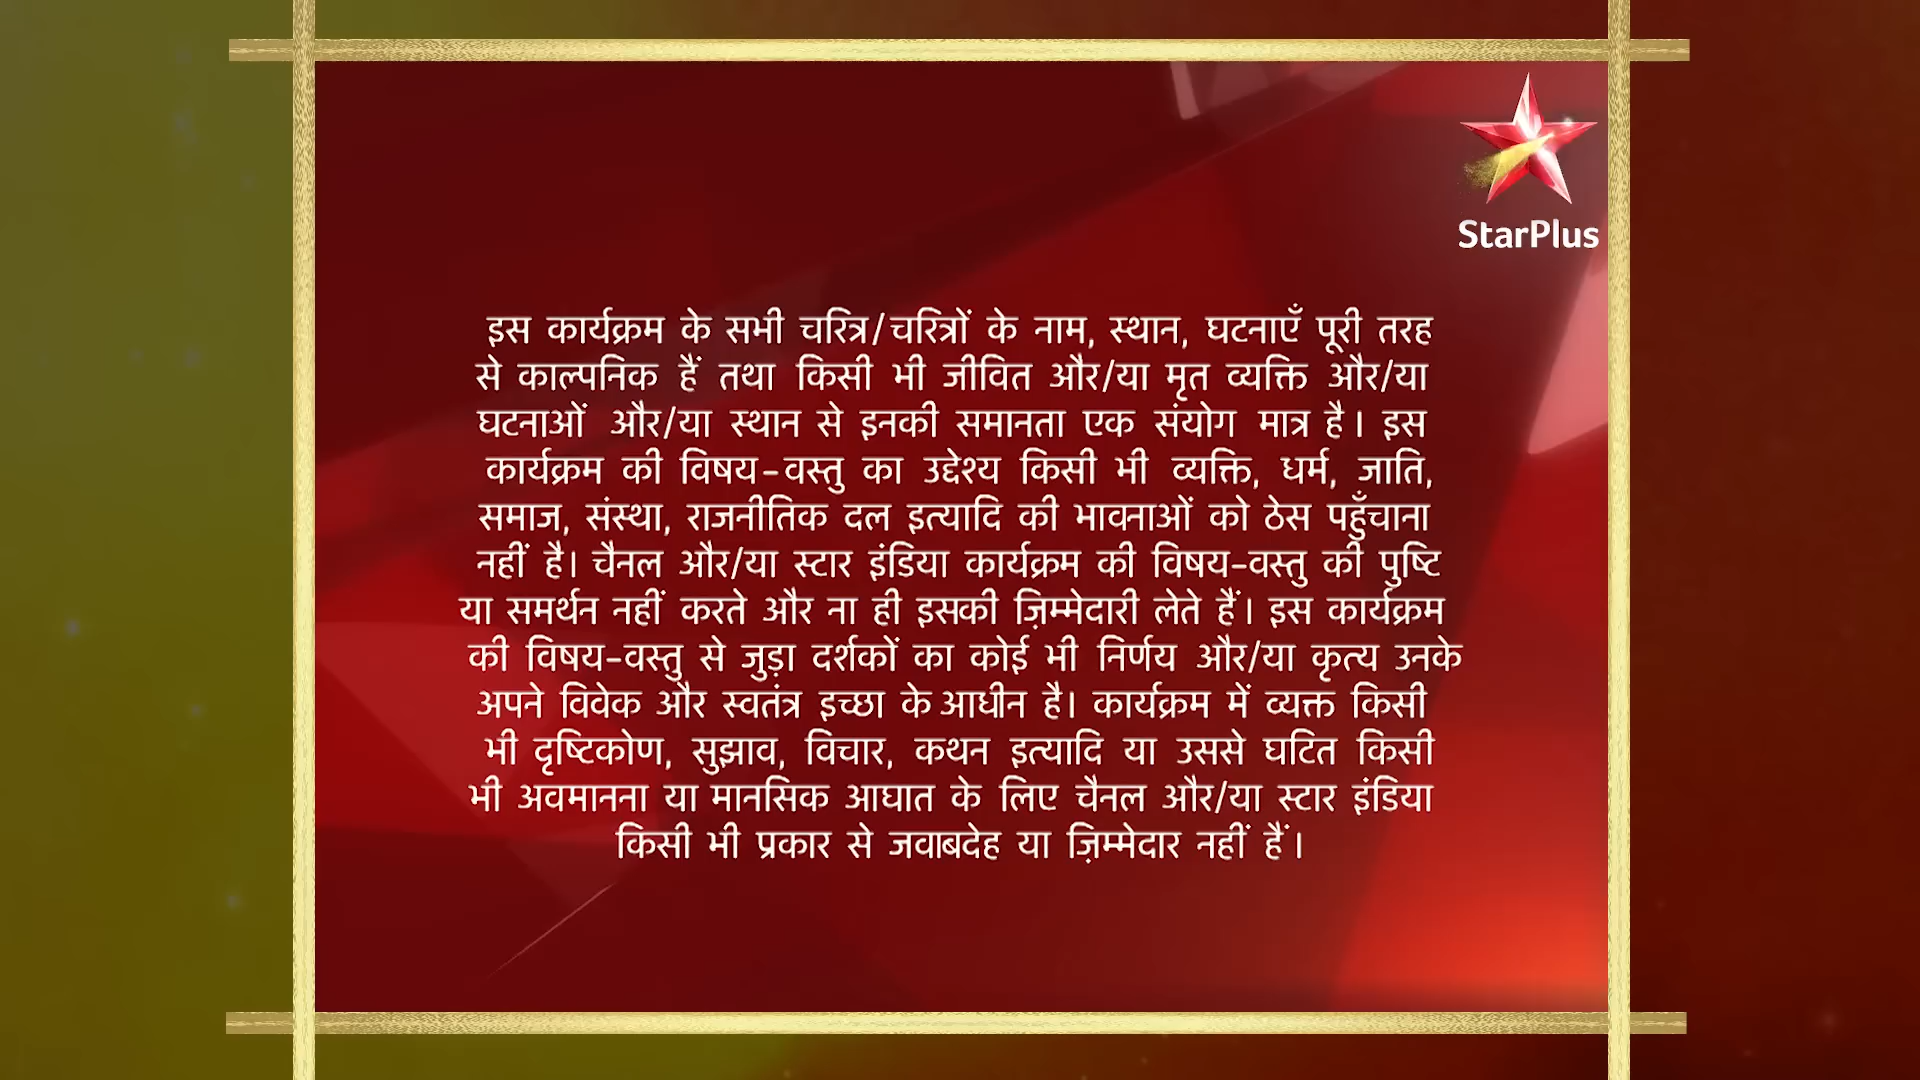 StarPlus
इस कार्यक्रम के सभी चरित्र/चरित्रों के नाम, स्थान, घटनाएँ पूरी तरह
से काल्पनिक हैं तथा किसी भी जीवित और/या मृत व्यक्ति और/या
घटनाओं और/या स्थान से इनकी समानता एक संयोग मात्र है। इस
कार्यक्रम की विषय-वस्तु का उद्देश्य किसी भी व्यक्ति, धर्म, जाति,
समाज, संस्था, राजनीतिक दल इत्यादि की भावनाओं को ठेस पहुँचाना
नहीं है। चैनल और/या स्टार इंडिया कार्यक्रम की विषय-वस्तु की पुष्टि
या समर्थन नहीं करते और ना ही इसकी ज़िम्मेदारी लेते हैं। इस कार्यक्रम
की विषय-वस्तु से जुड़ा दर्शकों का कोई भी निर्णय और/या कृत्य उनके
अपने विवेक और स्वतंत्र इच्छा के आधीन है। कार्यक्रम में व्यक्त किसी
भी दृष्टिकोण, सुझाव, विचार, कथन इत्यादि या उससे घटित किसी
भी अवमानना या मानसिक आघात के लिए चैनल और/या स्टार इंडिया
किसी भी प्रकार से जवाबदेह या ज़िम्मेदार नहीं हैं।